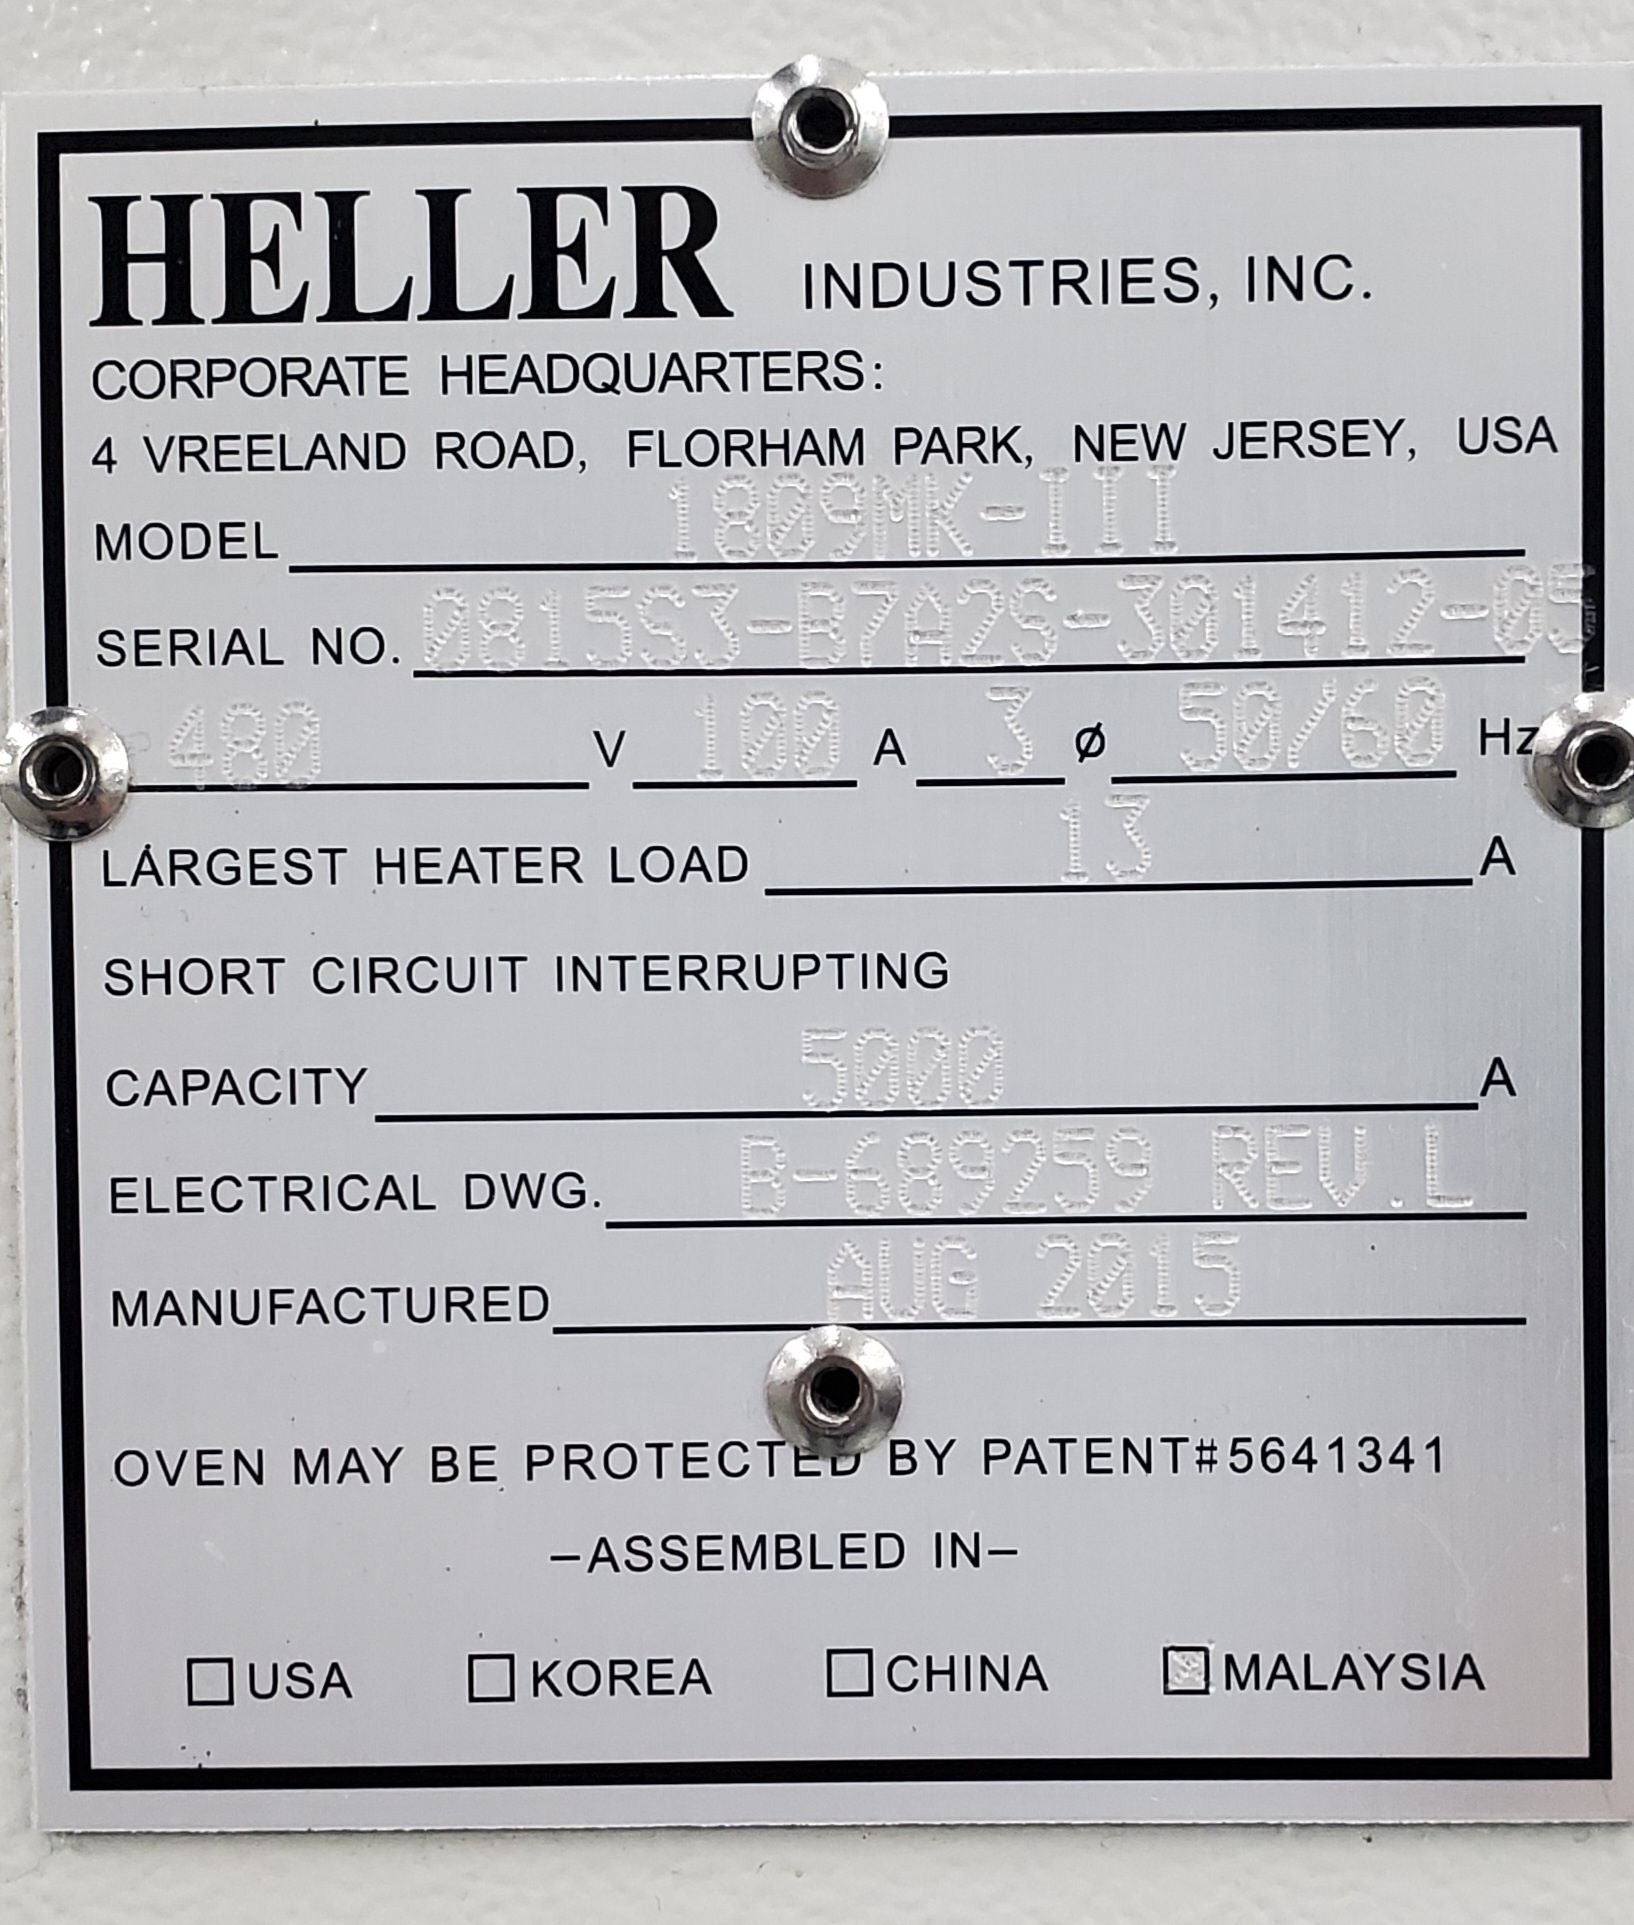 HELLER INDUSTRIES, INC.
CORPORATE HEADQUARTERS:
4 VREELAND ROAD, FLORHAM PARK, NEW JERSEY, USA
MODEL 1809MK-III
SERIAL NO. 0815S3-B7A2S-301412-05
480 V 100 A 3 Ø 50/60 Hz
LARGEST HEATER LOAD 13 A
SHORT CIRCUIT INTERRUPTING
CAPACITY 5000 A
ELECTRICAL DWG. B-689259 REV.L
MANUFACTURED AUG 2015
OVEN MAY BE PROTECTED BY PATENT#5641341
–ASSEMBLED IN–
☐USA ☐KOREA ☐CHINA ☒MALAYSIA